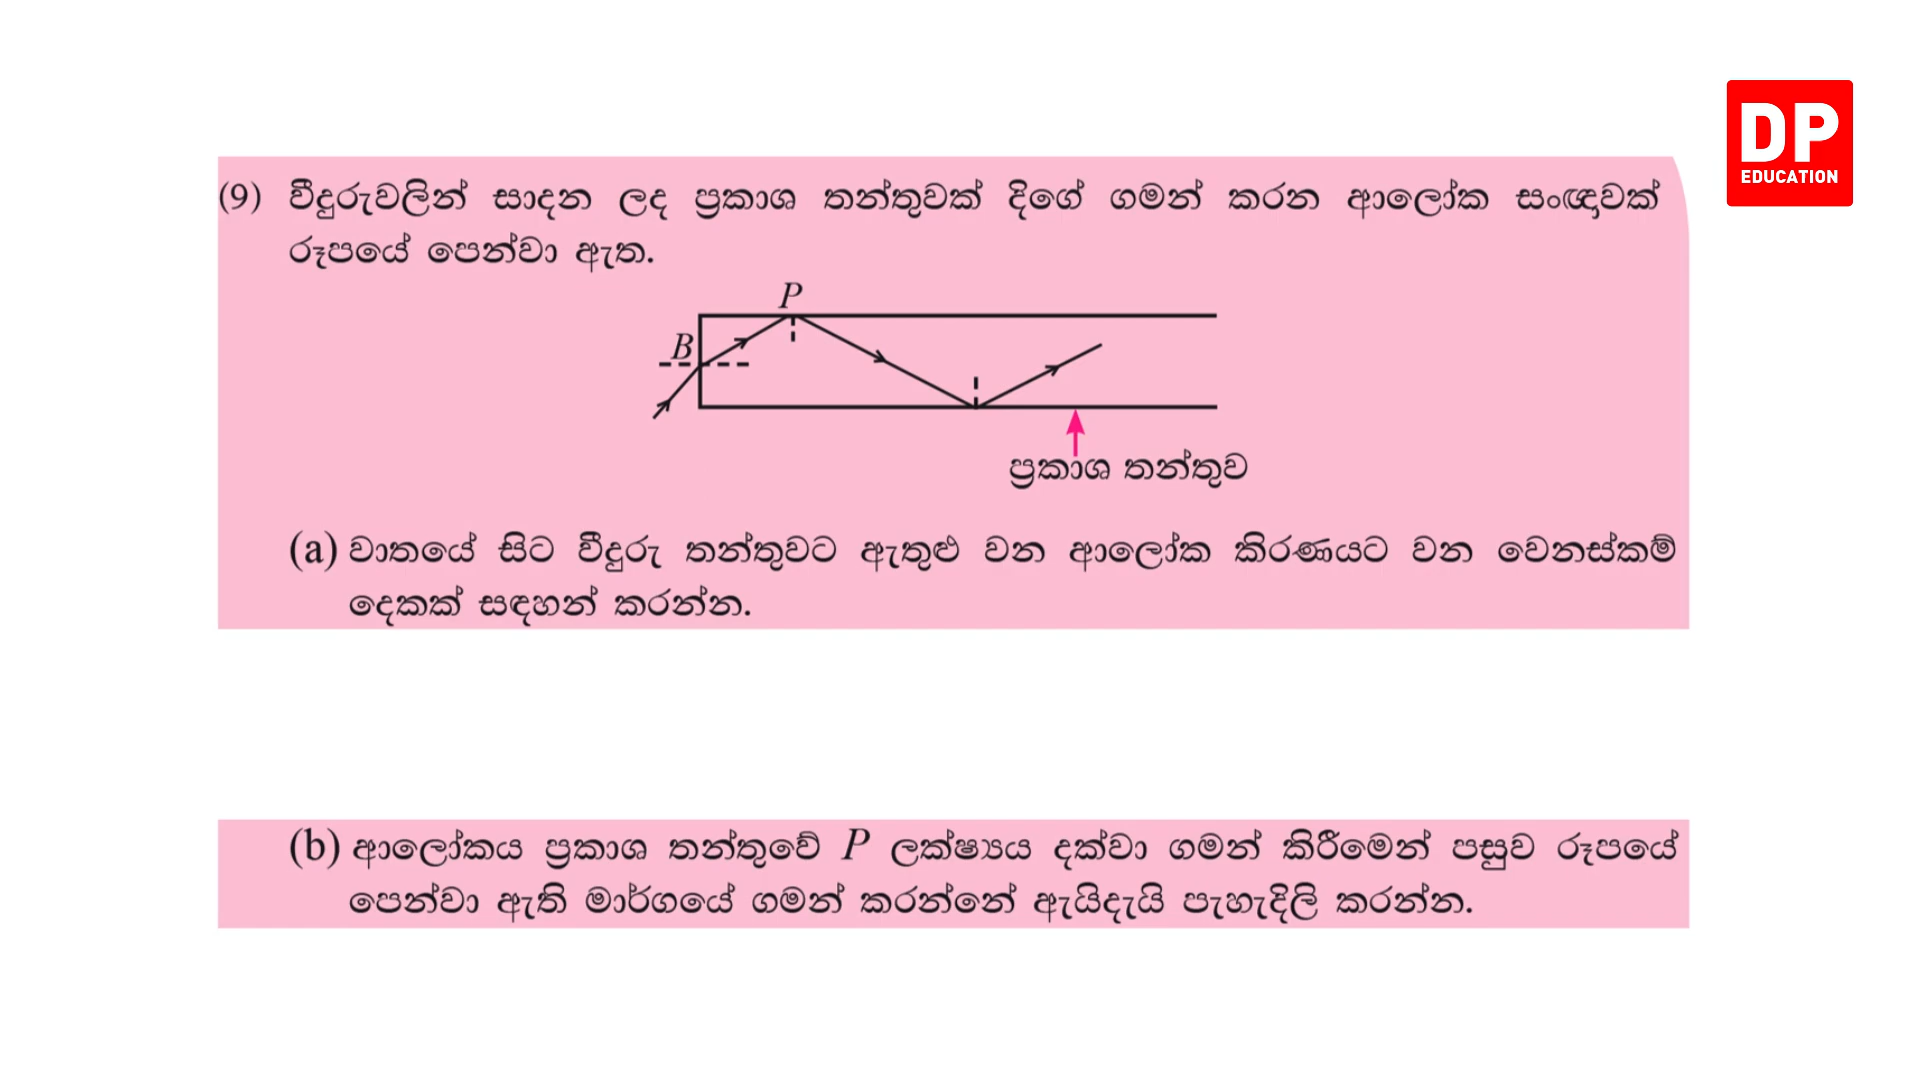 DP
EDUCATION
(9) වීදුරුවලින් සාදන ලද ප්‍රකාශ තන්තුවක් දිගේ ගමන් කරන ආලෝක සංඥාවක්
රූපයේ පෙන්වා ඇත.
P
B
ප්‍රකාශ තන්තුව
(a) වාතයේ සිට වීදුරු තන්තුවට ඇතුළු වන ආලෝක කිරණයට වන වෙනස්කම්
දෙකක් සඳහන් කරන්න.
(b) ආලෝකය ප්‍රකාශ තන්තුවේ P ලක්ෂ්‍යය දක්වා ගමන් කිරීමෙන් පසුව රූපයේ
පෙන්වා ඇති මාර්ගයේ ගමන් කරන්නේ ඇයිදැයි පැහැදිලි කරන්න.